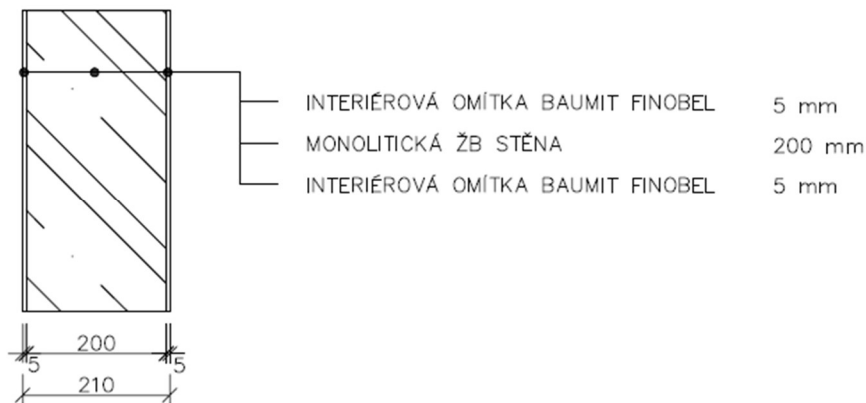 INTERIÉROVÁ OMÍTKA BAUMIT FINOBEL 5 mm
MONOLITICKÁ ŽB STĚNA 200 mm
INTERIÉROVÁ OMÍTKA BAUMIT FINOBEL 5 mm
5 200 5
210